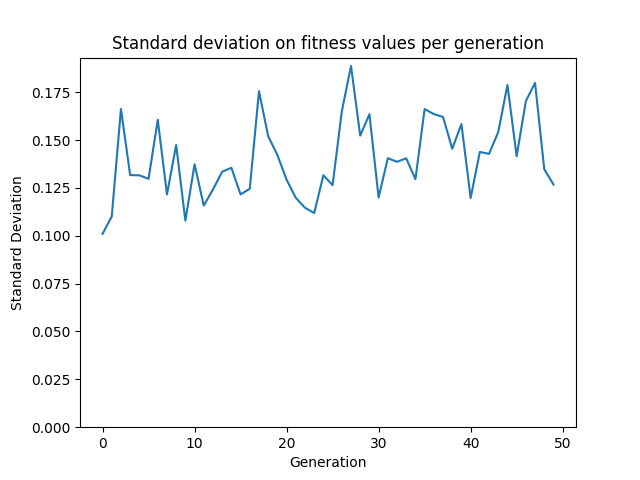 Standard deviation on fitness values per generation
Standard Deviation
0.175
0.150
0.125
0.100
0.075
0.050
0.025
0.000
0 10 20 30 40 50
Generation